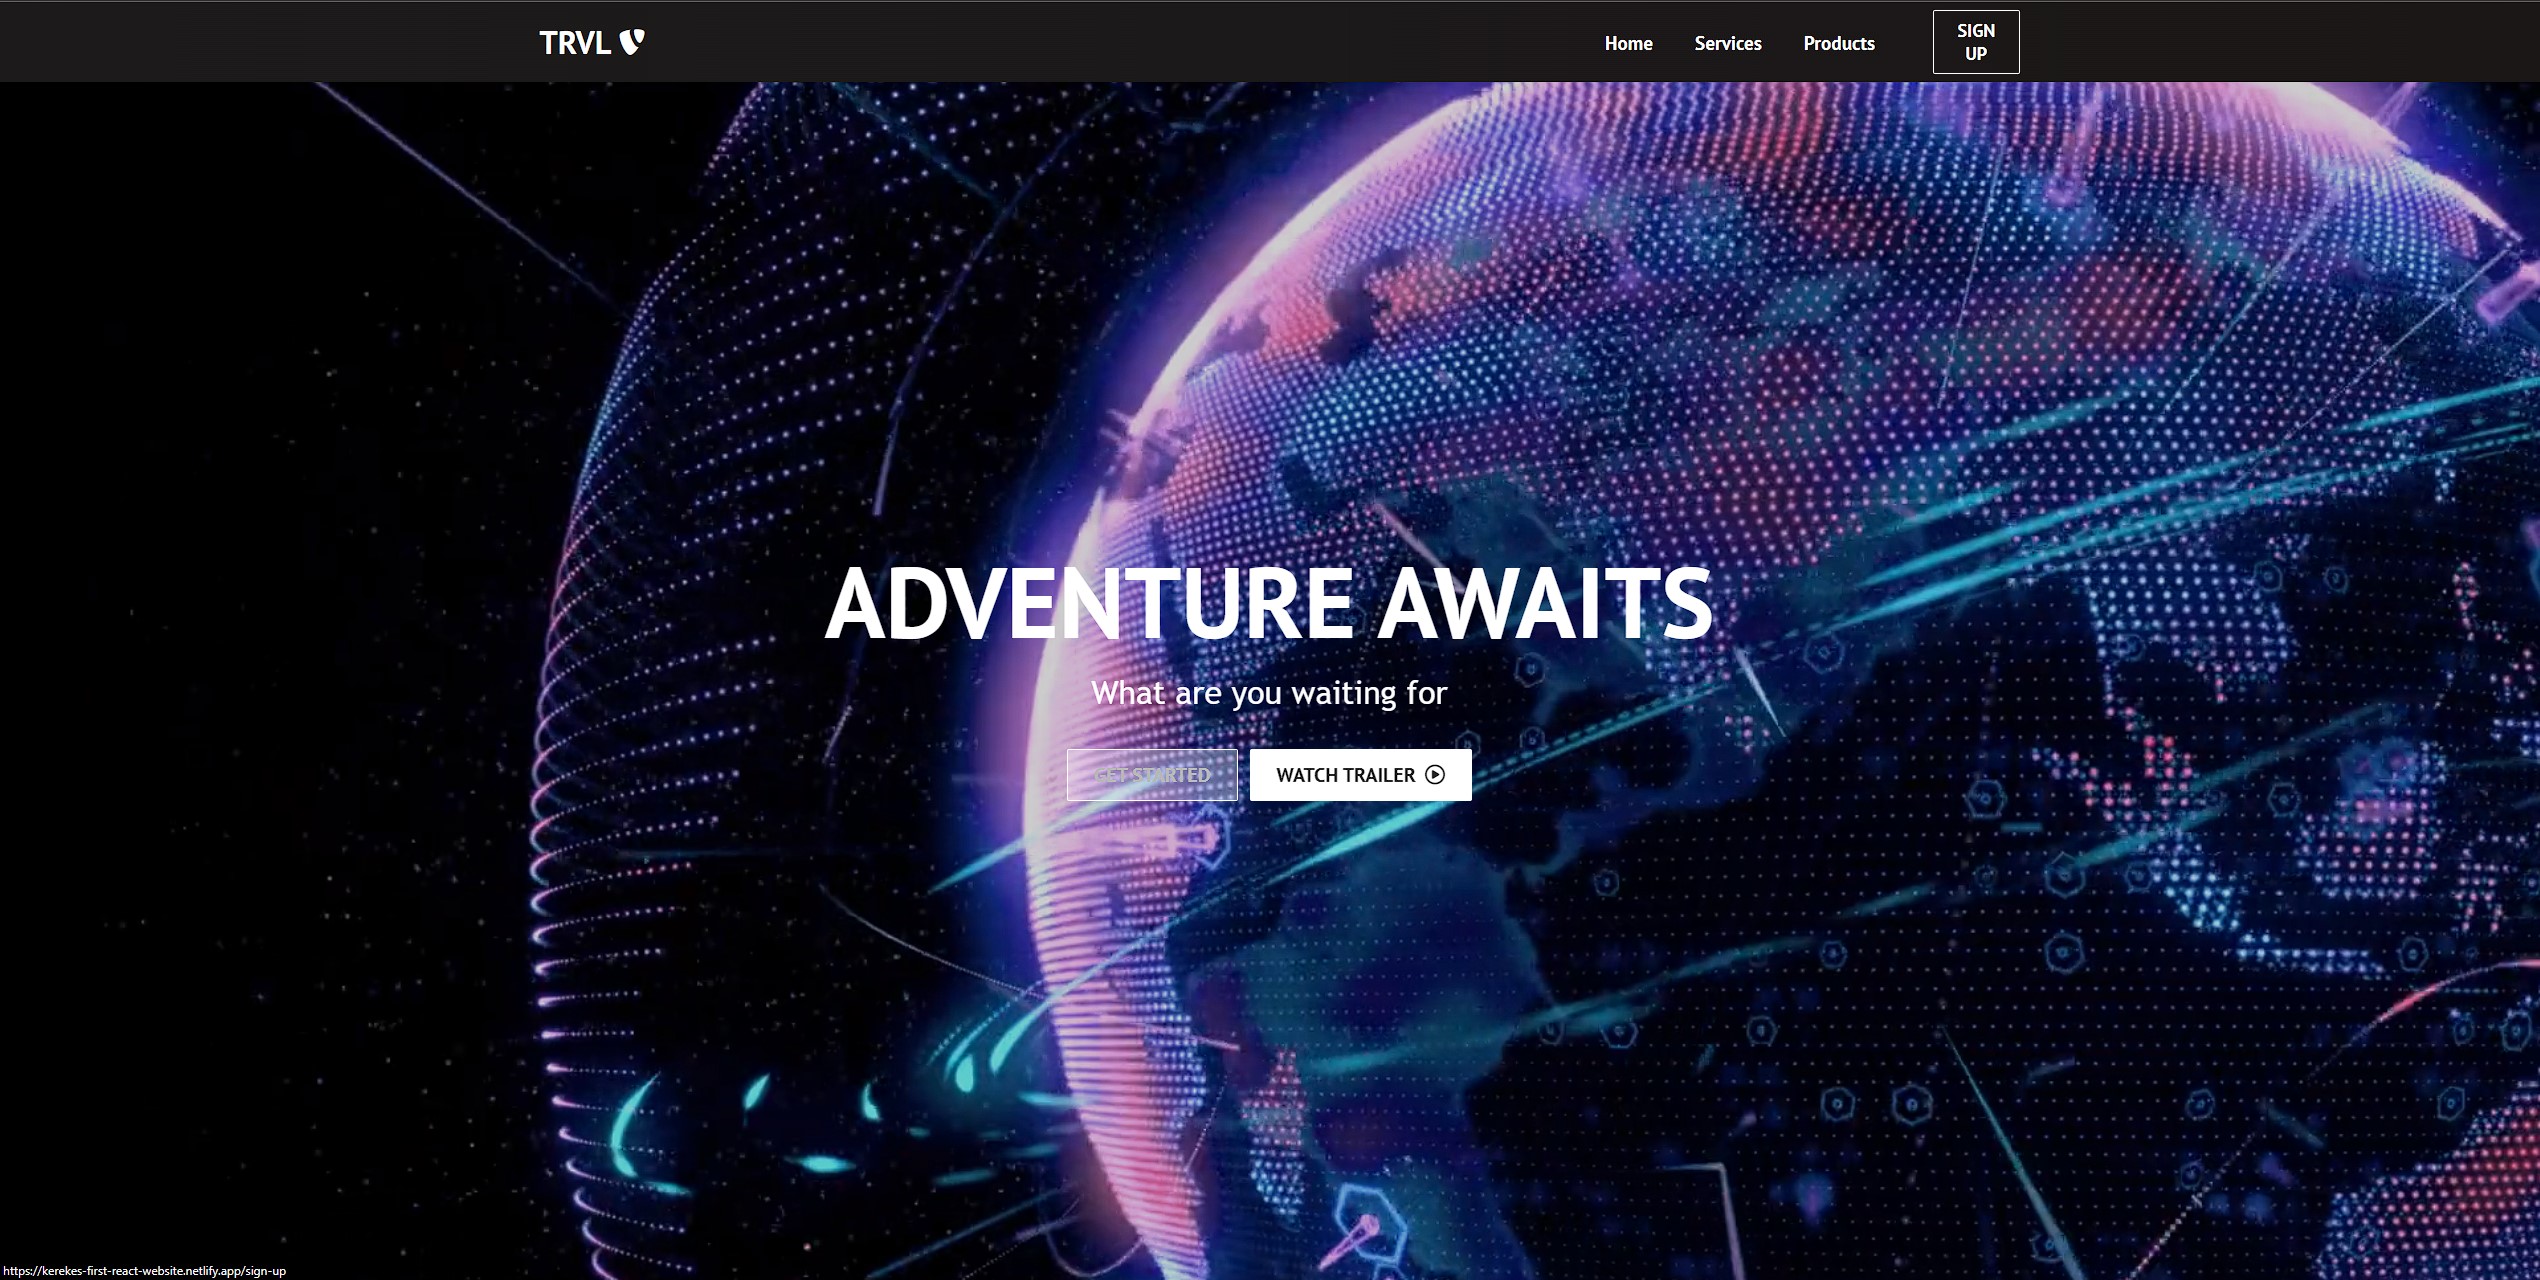 TRVL
Home Services Products
SIGN
UP
ADVENTURE AWAITS
What are you waiting for
GET STARTED
WATCH TRAILER
https://kerekes-first-react-website.netlify.app/sign-up